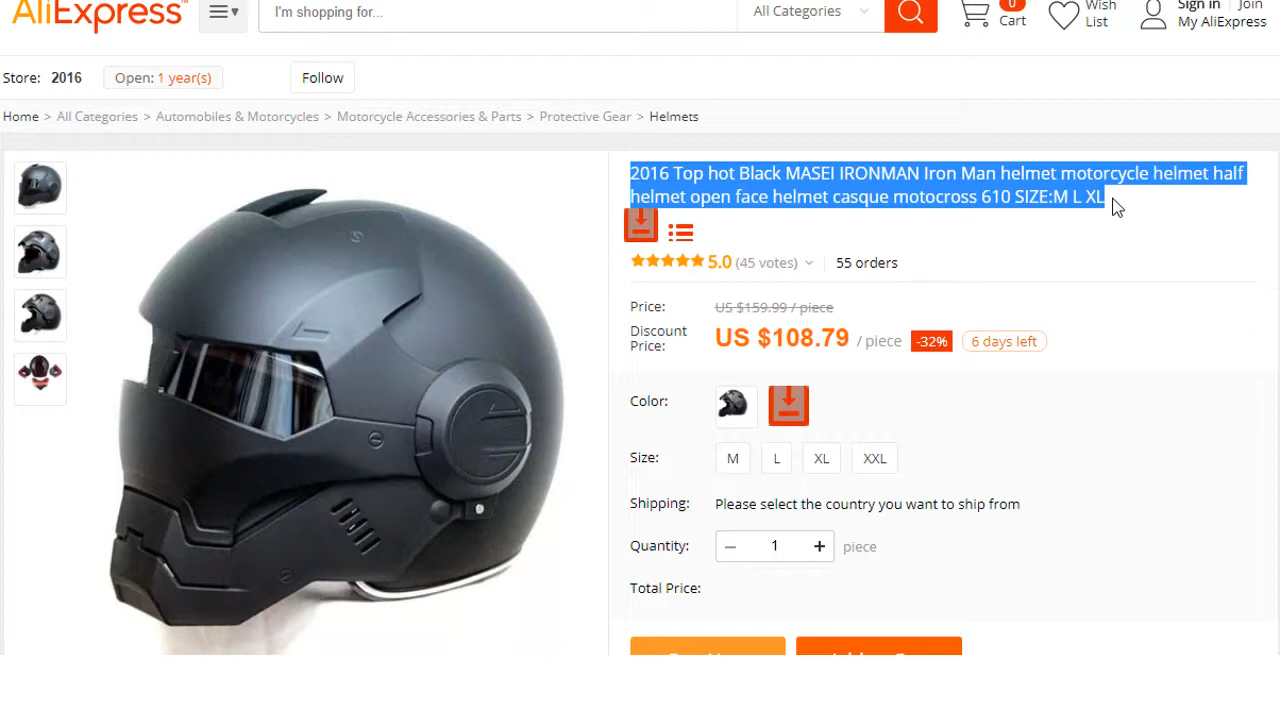 AliExpress™
I'm shopping for...
All Categories
0
Cart
Wish
List
Sign in | Join
My AliExpress
Store: 2016
Open: 1 year(s)
Follow
Home > All Categories > Automobiles & Motorcycles > Motorcycle Accessories & Parts > Protective Gear > Helmets
2016 Top hot Black MASEI IRONMAN Iron Man helmet motorcycle helmet half
helmet open face helmet casque motocross 610 SIZE:M L XL
5.0 (45 votes)
55 orders
Price: US $159.99 / piece
Discount
Price:
US $108.79 / piece -32% 6 days left
Color:
Size: M L XL XXL
Shipping: Please select the country you want to ship from
Quantity: − 1 + piece
Total Price: